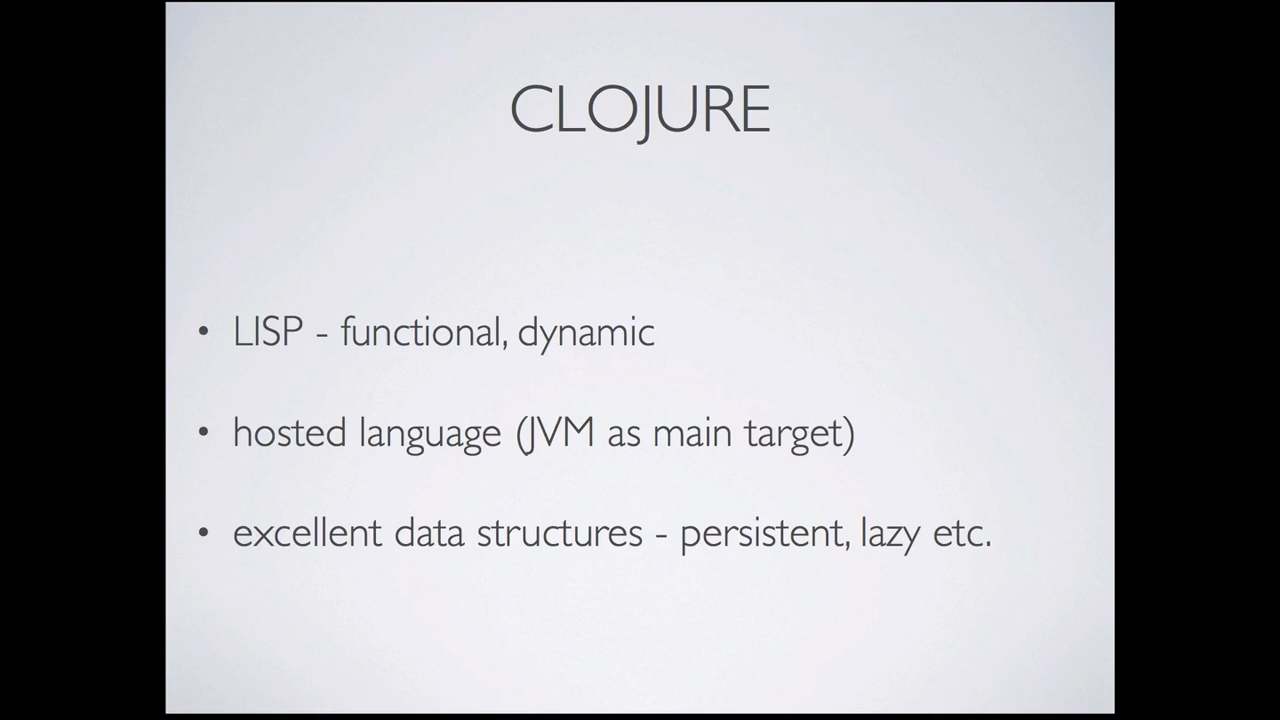 CLOJURE
• LISP - functional, dynamic
• hosted language (JVM as main target)
• excellent data structures - persistent, lazy etc.